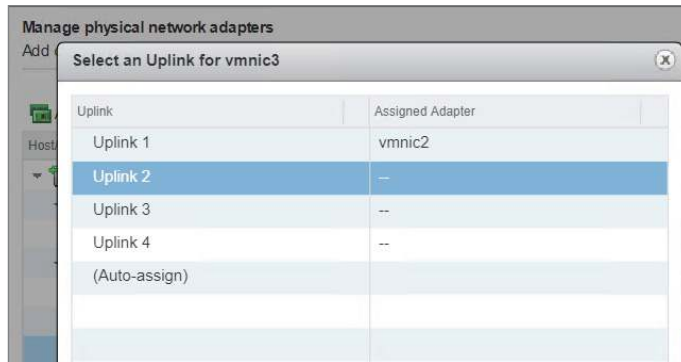 Manage physical network adapters
Add
Select an Uplink for vmnic3
Uplink Assigned Adapter
Uplink 1 vmnic2
Host/
Uplink 2 --
Uplink 3 --
Uplink 4 --
(Auto-assign)